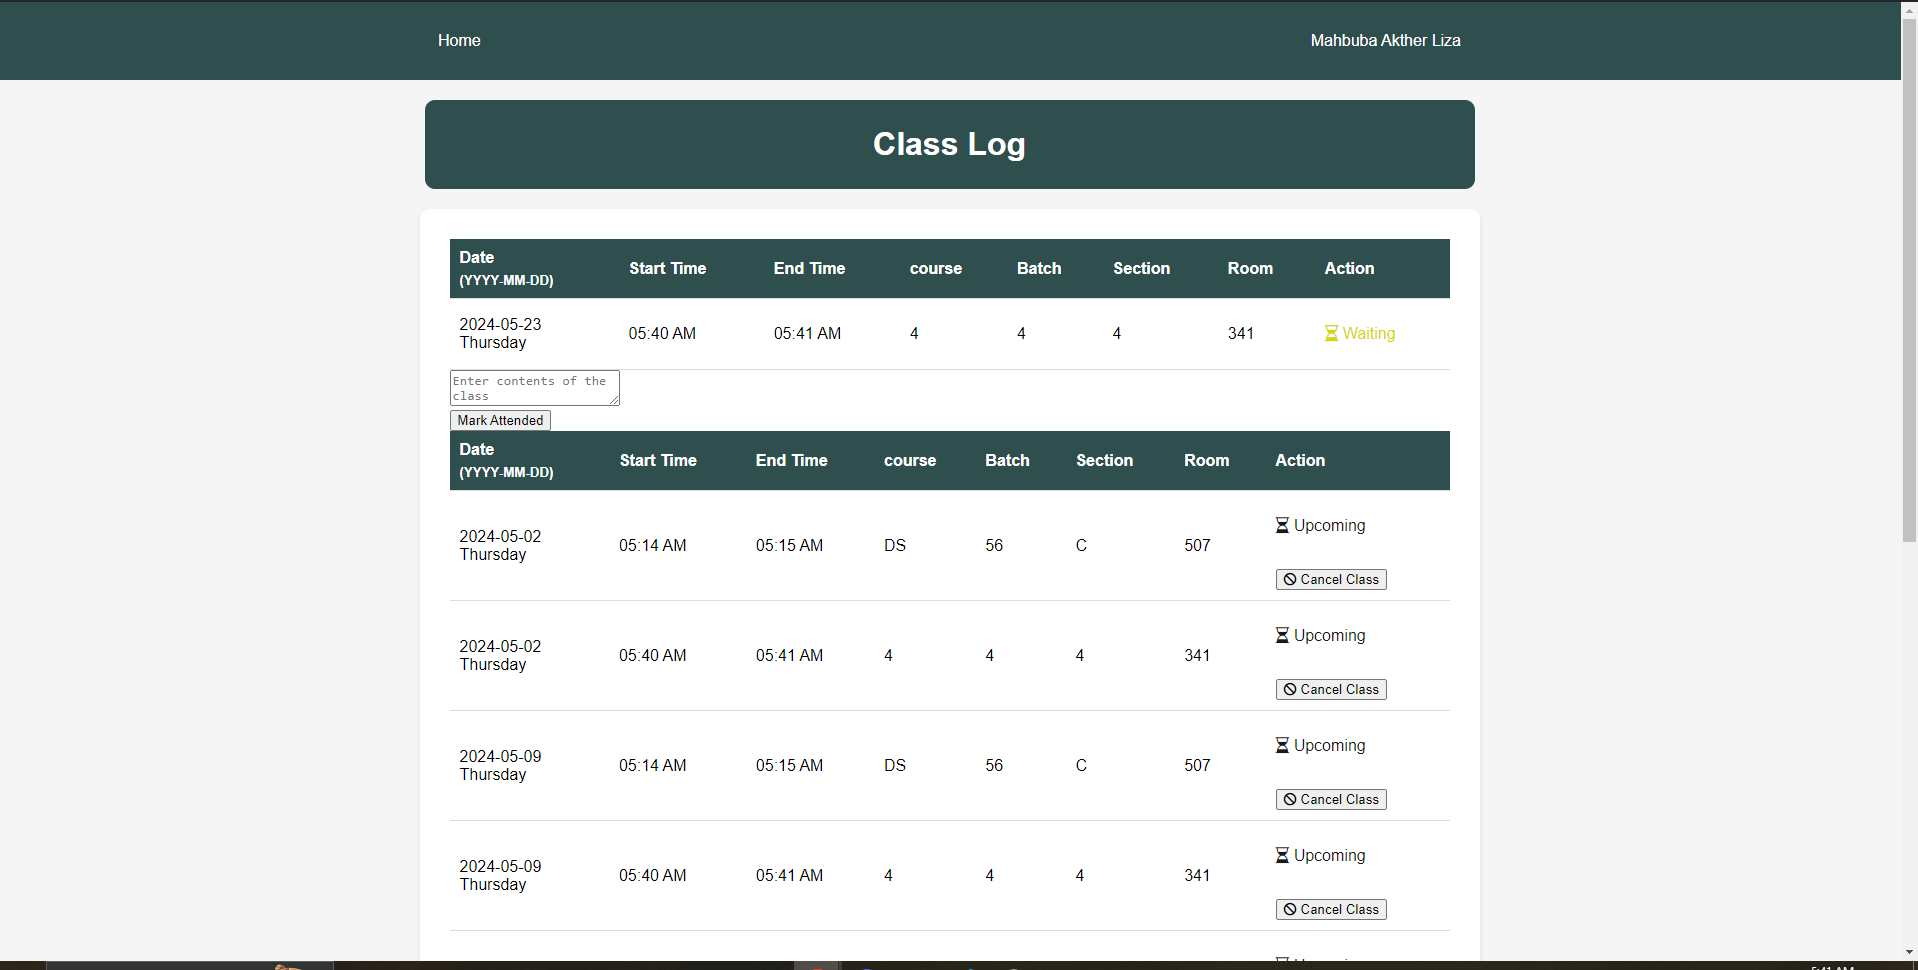 Home Mahbuba Akther Liza
Class Log
Date
(YYYY-MM-DD) Start Time End Time course Batch Section Room Action
2024-05-23
Thursday 05:40 AM 05:41 AM 4 4 4 341 Waiting
Enter contents of the
class
Mark Attended
Date
(YYYY-MM-DD) Start Time End Time course Batch Section Room Action
Upcoming
2024-05-02
Thursday 05:14 AM 05:15 AM DS 56 C 507
Cancel Class
Upcoming
2024-05-02
Thursday 05:40 AM 05:41 AM 4 4 4 341
Cancel Class
Upcoming
2024-05-09
Thursday 05:14 AM 05:15 AM DS 56 C 507
Cancel Class
Upcoming
2024-05-09
Thursday 05:40 AM 05:41 AM 4 4 4 341
Cancel Class